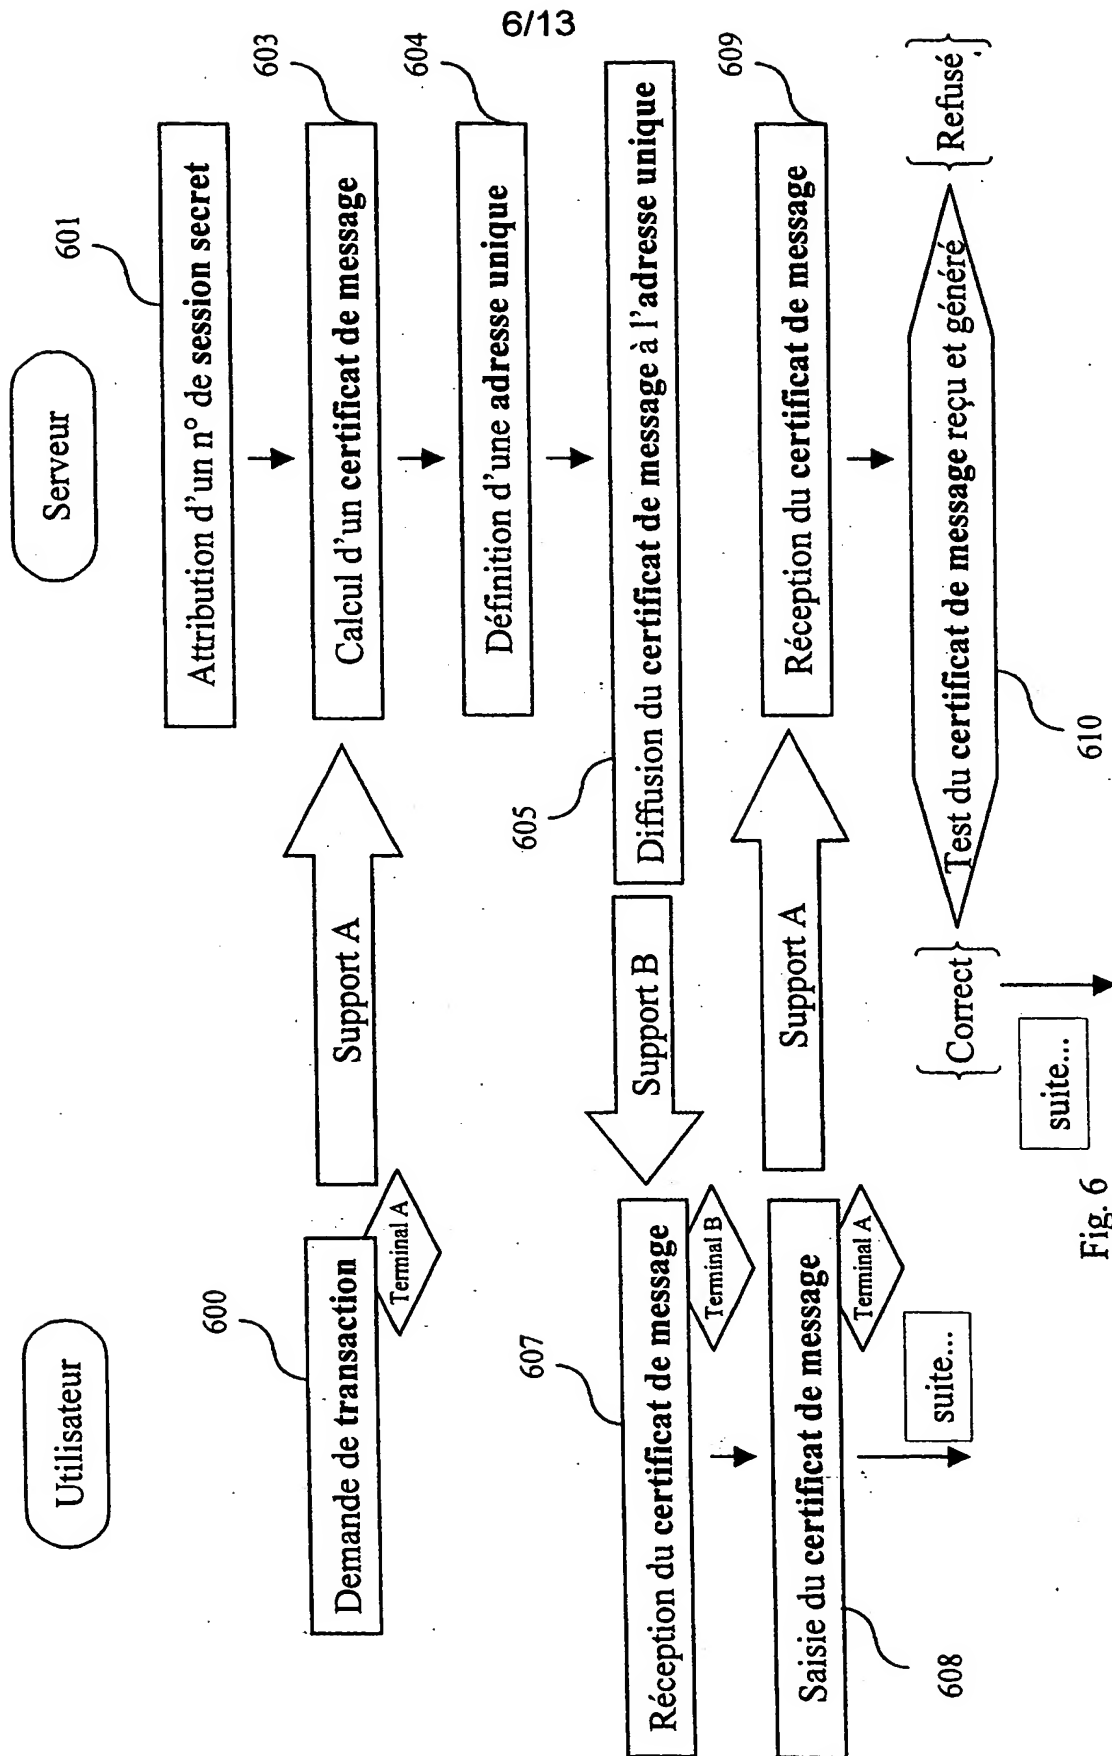 6/13
Utilisateur
Serveur
601
Attribution d'un n° de session secret
600
Demande de transaction
Terminal A
Support A
603
Calcul d'un certificat de message
604
Définition d'une adresse unique
605
Diffusion du certificat de message à l'adresse unique
Support B
607
Réception du certificat de message
Terminal B
608
Saisie du certificat de message
Terminal A
Support A
609
Réception du certificat de message
suite...
610
Test du certificat de message reçu et généré
Correct
Refusé
suite...
Fig. 6